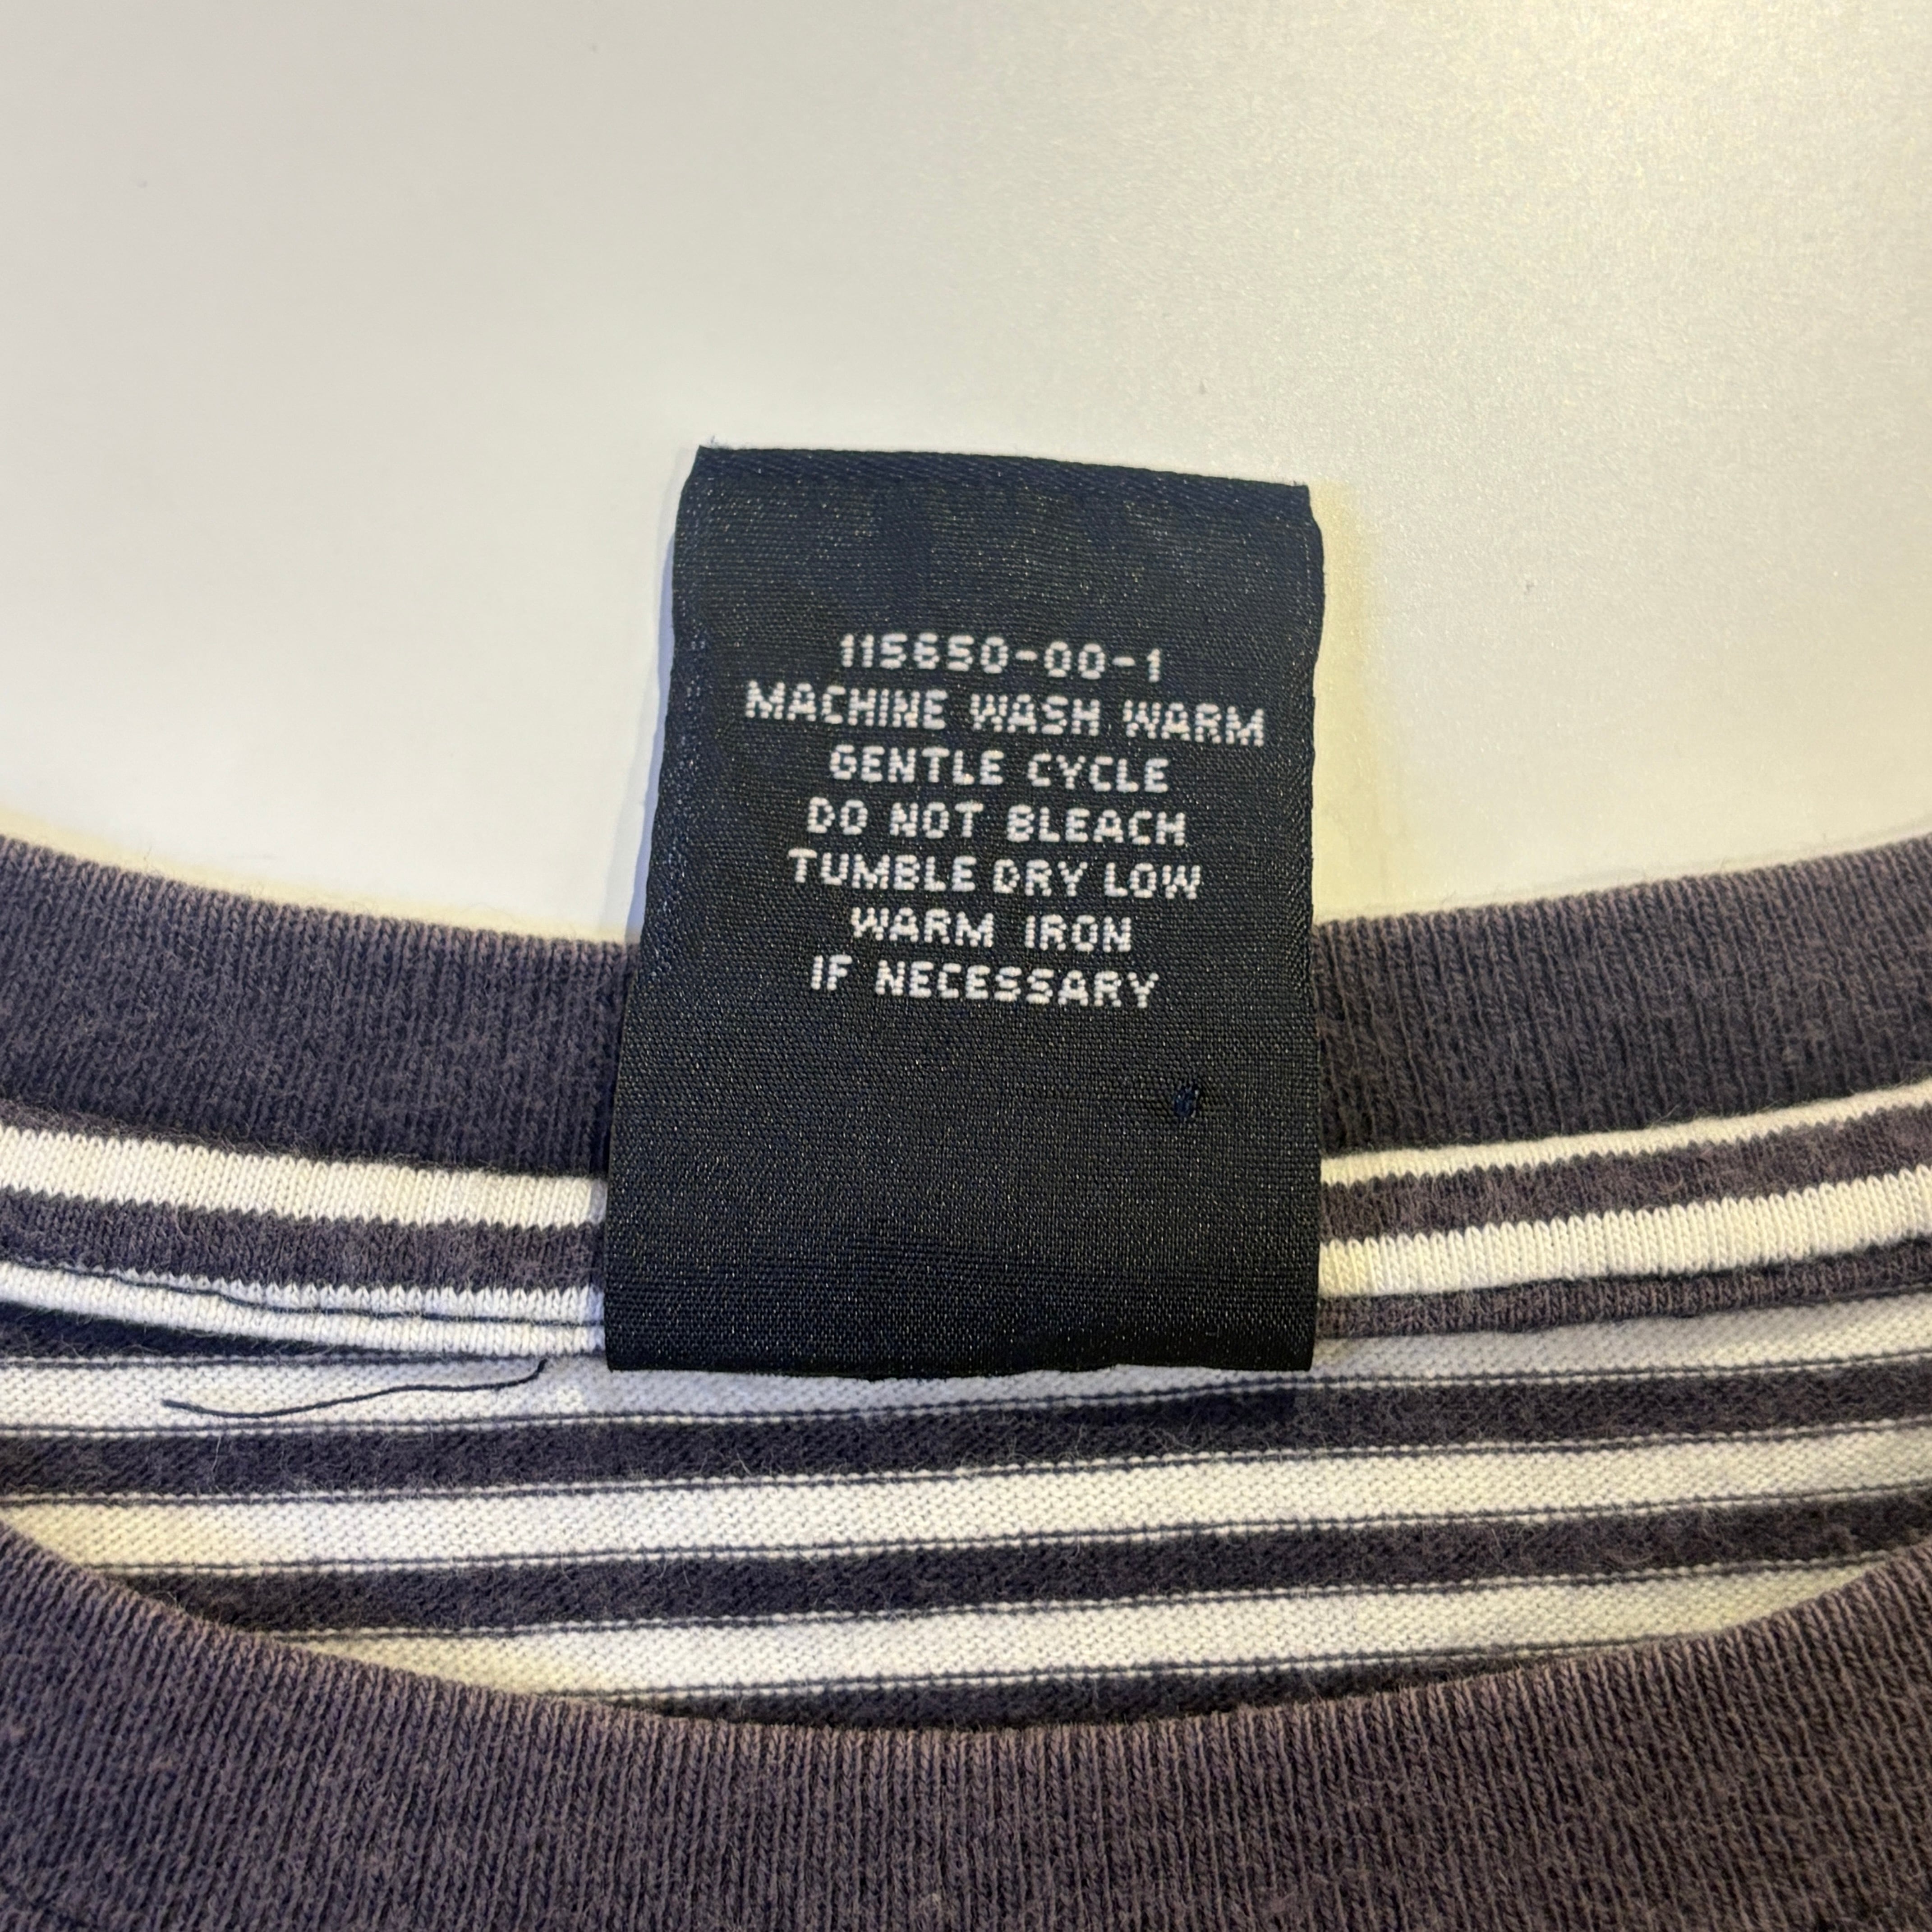 115650-00-1
MACHINE WASH WARM
GENTLE CYCLE
DO NOT BLEACH
TUMBLE DRY LOW
WARM IRON
IF NECESSARY